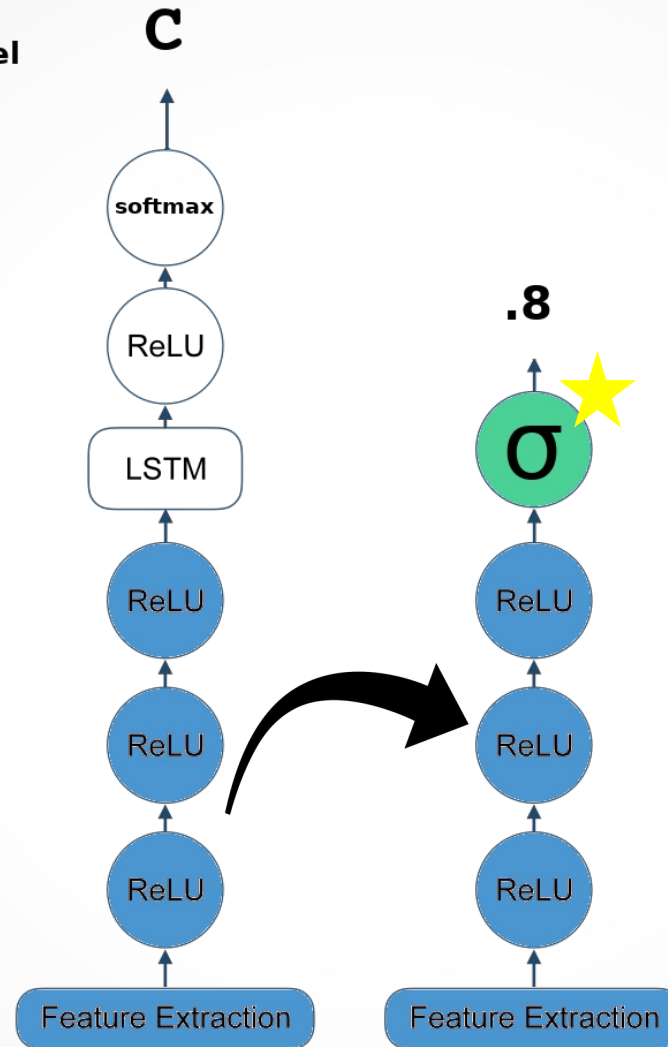 el
C
softmax
ReLU
LSTM
ReLU
ReLU
ReLU
Feature Extraction
.8
σ
ReLU
ReLU
ReLU
Feature Extraction